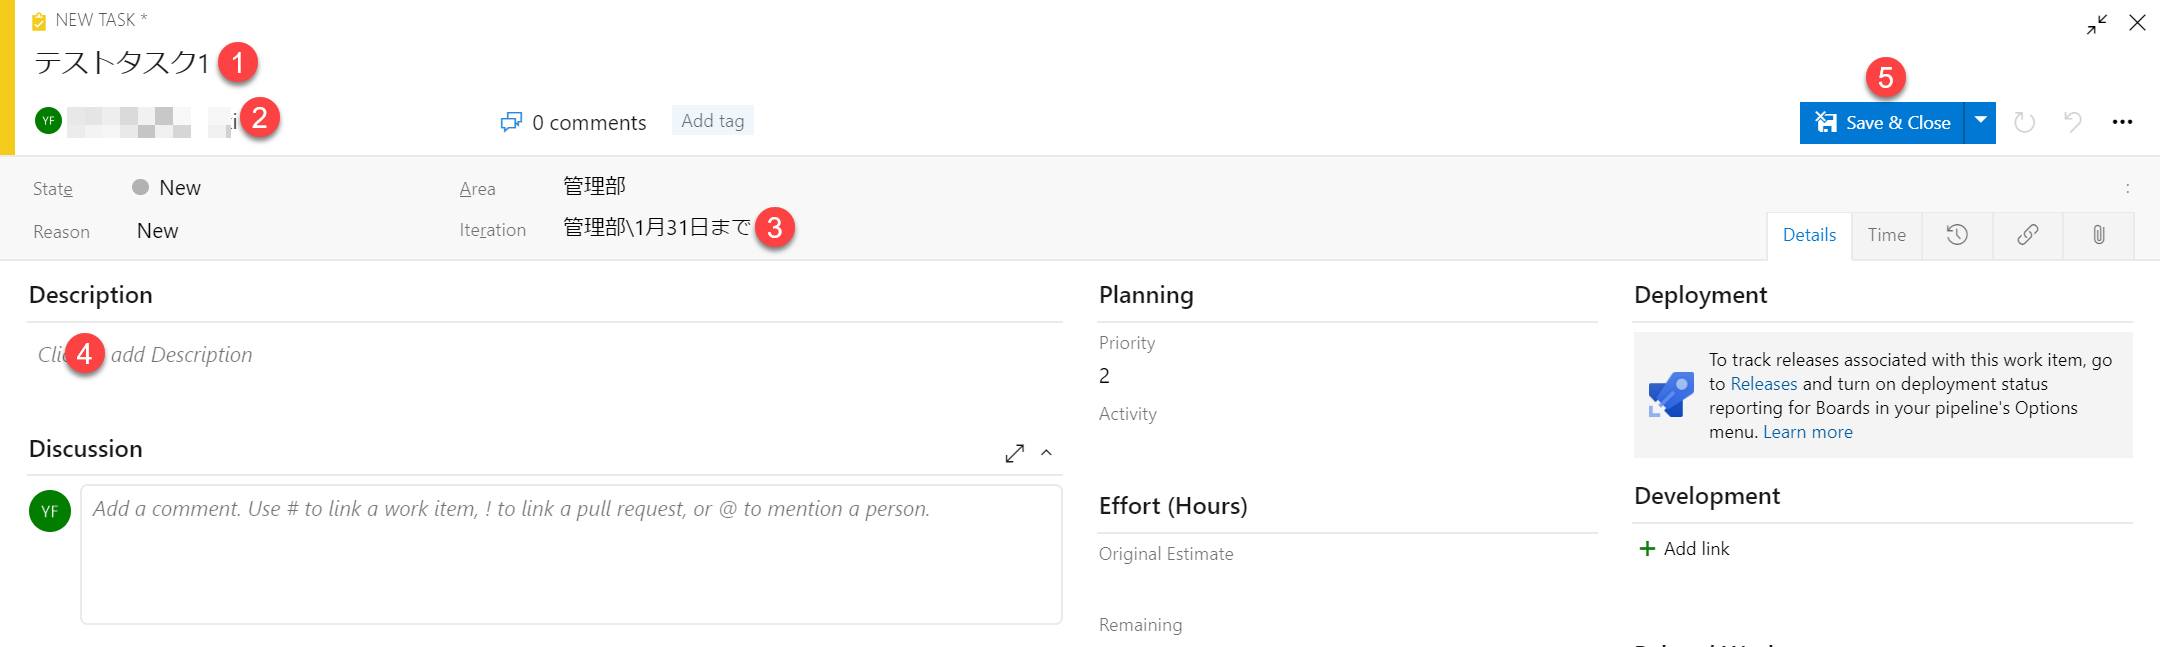 NEW TASK *
テストタスク1 1
YF i 2
0 comments
Add tag
5
Save & Close
State New
Area 管理部
Reason New
Iteration 管理部\1月31日まで 3
Details
Time
Description
4 add Description
Discussion
YF
Add a comment. Use # to link a work item, ! to link a pull request, or @ to mention a person.
Planning
Priority
2
Activity
Effort (Hours)
Original Estimate
Remaining
Deployment
To track releases associated with this work item, go
to Releases and turn on deployment status
reporting for Boards in your pipeline's Options
menu. Learn more
Development
+ Add link